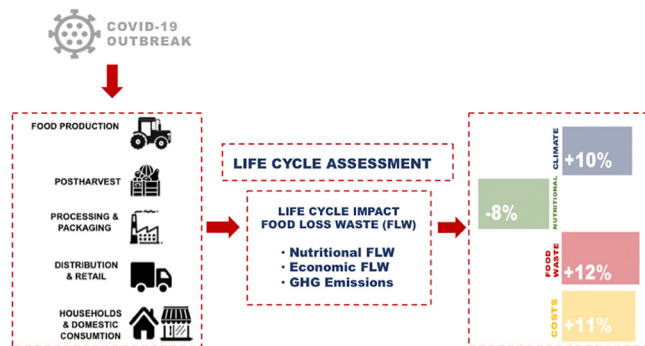 COVID-19
OUTBREAK
FOOD PRODUCTION
POSTHARVEST
PROCESSING &
PACKAGING
DISTRIBUTION
& RETAIL
HOUSEHOLDS
& DOMESTIC
CONSUMTION
LIFE CYCLE ASSESSMENT
LIFE CYCLE IMPACT
FOOD LOSS WASTE (FLW)
• Nutritional FLW
• Economic FLW
• GHG Emissions
CLIMATE
+10%
-8%
NUTRITIONAL
FOOD
WASTE
+12%
COSTS
+11%